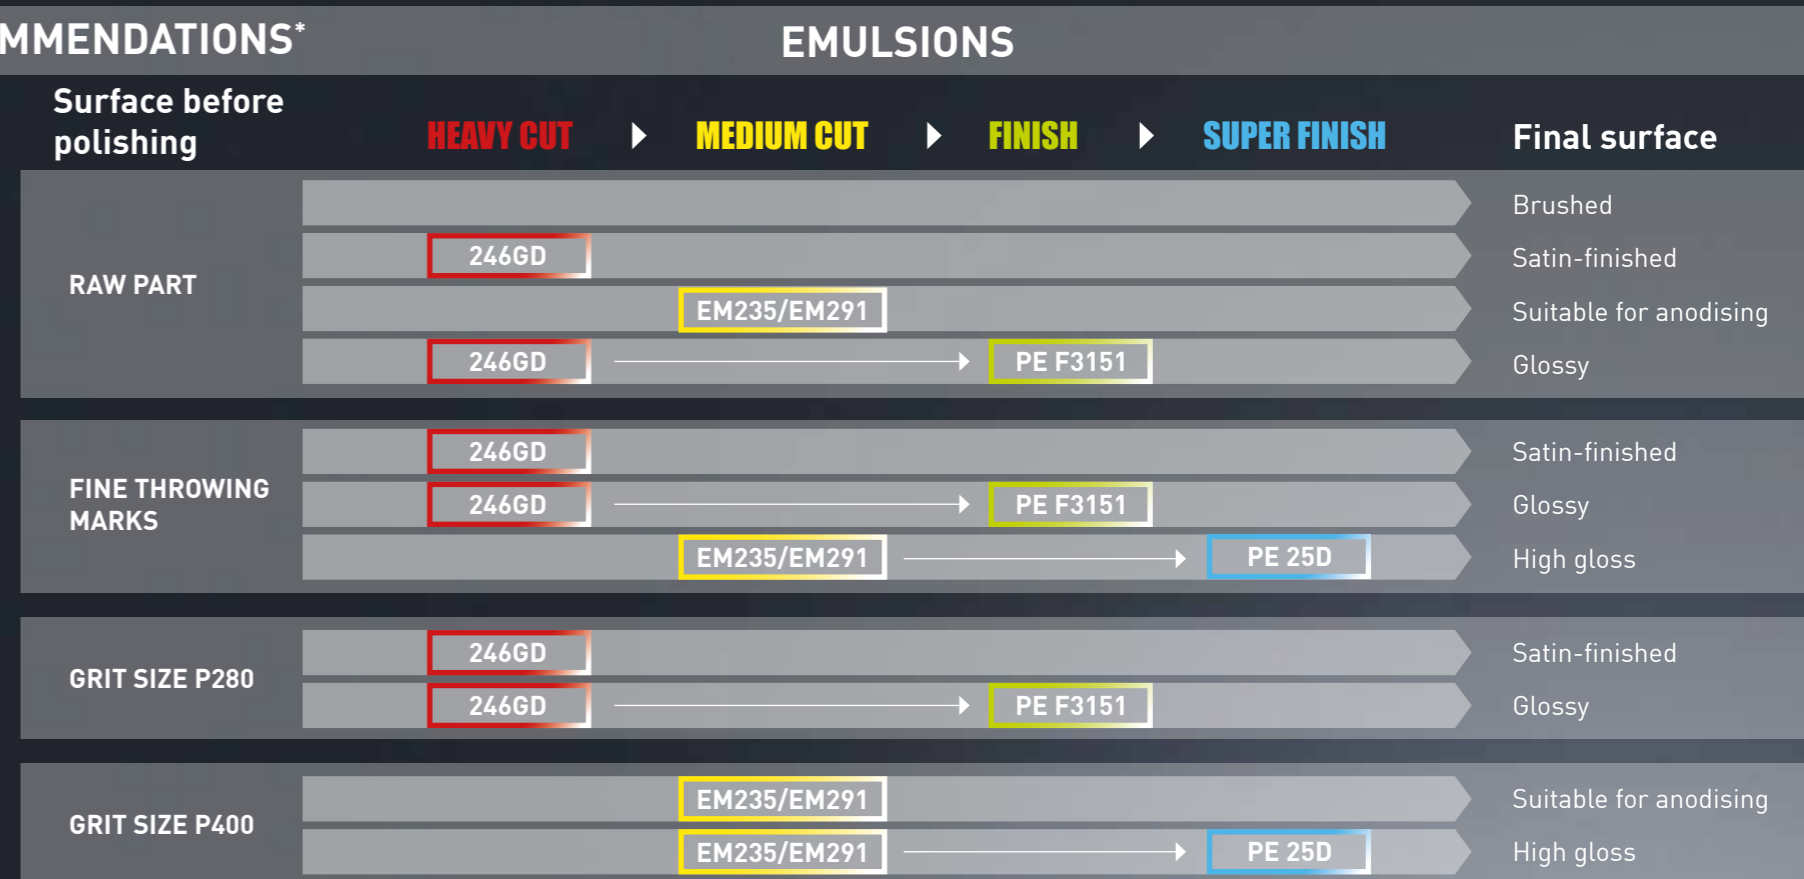 MMENDATIONS*
EMULSIONS
Surface before
polishing
HEAVY CUT
MEDIUM CUT
FINISH
SUPER FINISH
Final surface
RAW PART
Brushed
246GD
Satin-finished
EM235/EM291
Suitable for anodising
246GD
PE F3151
Glossy
FINE THROWING
MARKS
246GD
Satin-finished
246GD
PE F3151
Glossy
EM235/EM291
PE 25D
High gloss
GRIT SIZE P280
246GD
Satin-finished
246GD
PE F3151
Glossy
GRIT SIZE P400
EM235/EM291
Suitable for anodising
EM235/EM291
PE 25D
High gloss